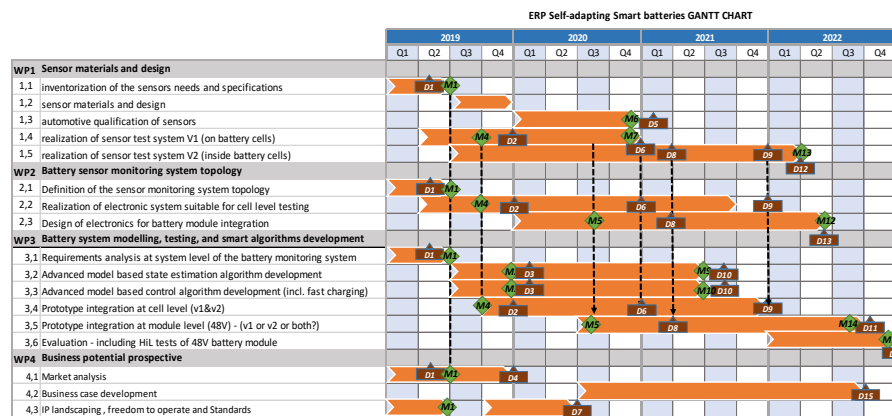 ERP Self-adapting Smart batteries GANTT CHART
2019 2020 2021 2022
Q1 Q2 Q3 Q4 Q1 Q2 Q3 Q4 Q1 Q2 Q3 Q4 Q1 Q2 Q3 Q4
WP1 Sensor materials and design
1,1 inventorization of the sensors needs and specifications D1 M1
1,2 sensor materials and design
1,3 automotive qualification of sensors M6 D5
1,4 realization of sensor test system V1 (on battery cells) M4 D2 M7 D6
1,5 realization of sensor test system V2 (inside battery cells) D8 D9 M13
WP2 Battery sensor monitoring system topology D12
2,1 Definition of the sensor monitoring system topology D1 M1
2,2 Realization of electronic system suitable for cell level testing M4 D2 D6 D9
2,3 Design of electronics for battery module integration M5 D8 M12
WP3 Battery system modelling, testing, and smart algorithms development D13
3,1 Requirements analysis at system level of the battery monitoring system D1 M1
3,2 Advanced model based state estimation algorithm development D3 M9 D10
3,3 Advanced model based control algorithm development (incl. fast charging) D3 D10
3,4 Prototype integration at cell level (v1&v2) M4 D2 D6 D9
3,5 Prototype integration at module level (48V) - (v1 or v2 or both?) M5 D8 M14 D11
3,6 Evaluation - including HiL tests of 48V battery module
WP4 Business potential prospective
4,1 Market analysis D1 M1 D4
4,2 Business case development D15
4,3 IP landscaping , freedom to operate and Standards M1 D7